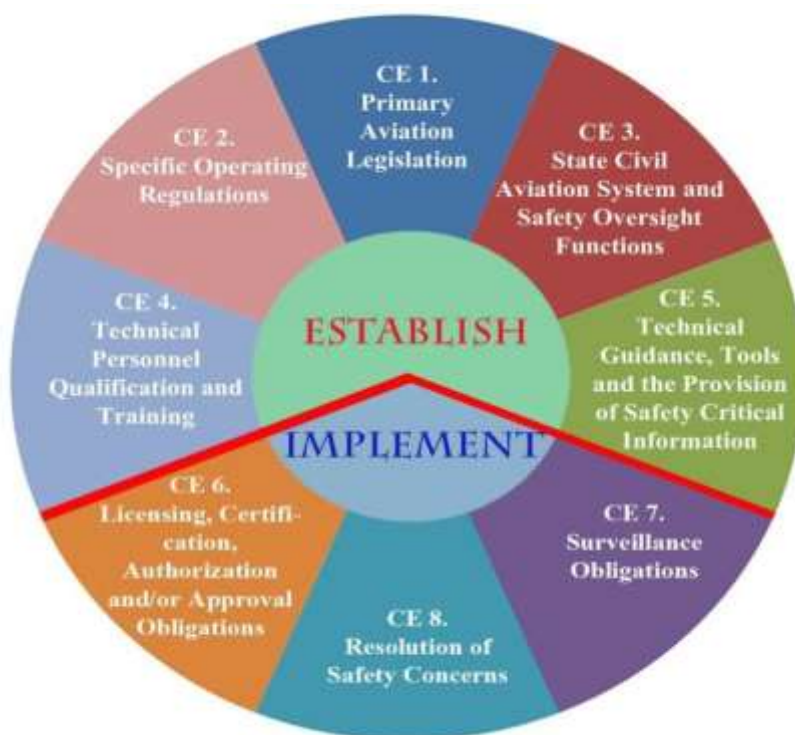 CE 1.
Primary
Aviation
Legislation
CE 2.
Specific Operating
Regulations
CE 3.
State Civil
Aviation System and
Safety Oversight
Functions
CE 4.
Technical
Personnel
Qualification and
Training
CE 5.
Technical
Guidance, Tools
and the Provision
of Safety Critical
Information
ESTABLISH
IMPLEMENT
CE 6.
Licensing, Certifi-
cation,
Authorization
and/or Approval
Obligations
CE 7.
Surveillance
Obligations
CE 8.
Resolution of
Safety Concerns